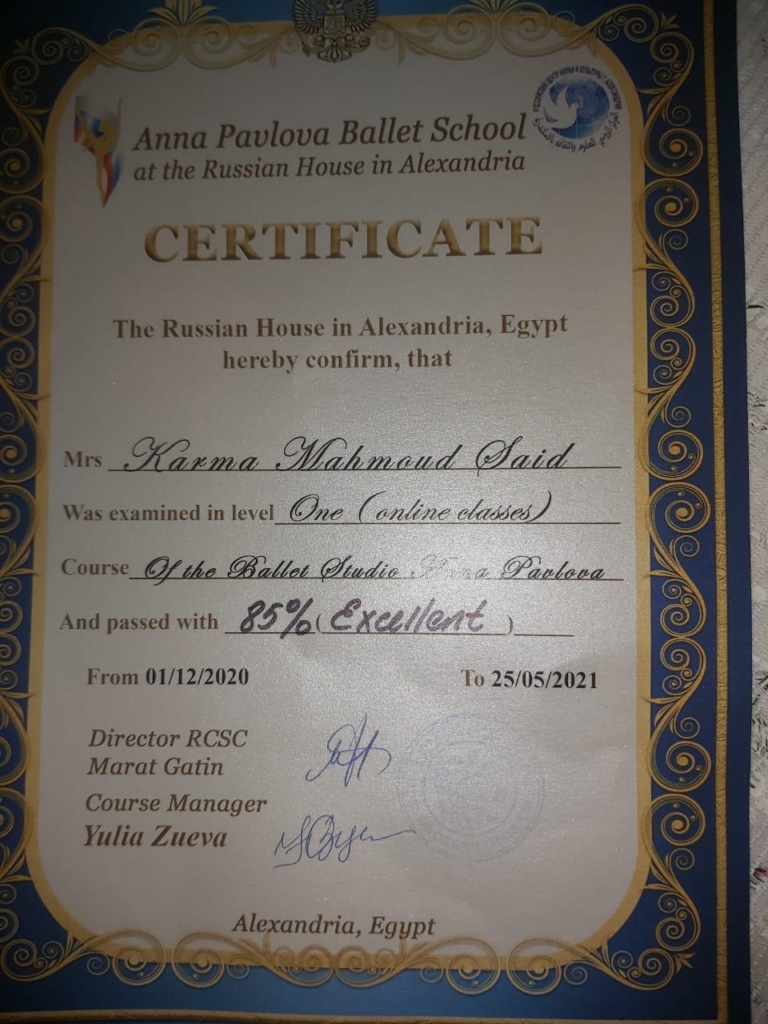 Anna Pavlova Ballet School
at the Russian House in Alexandria
CERTIFICATE
The Russian House in Alexandria, Egypt
hereby confirm, that
Mrs Karma Mahmoud Said
Was examined in level One (online classes)
Course Of the Ballet Studio Anna Pavlova
And passed with 85% (Excellent)
From 01/12/2020 To 25/05/2021
Director RCSC
Marat Gatin
Course Manager
Yulia Zueva
Alexandria, Egypt